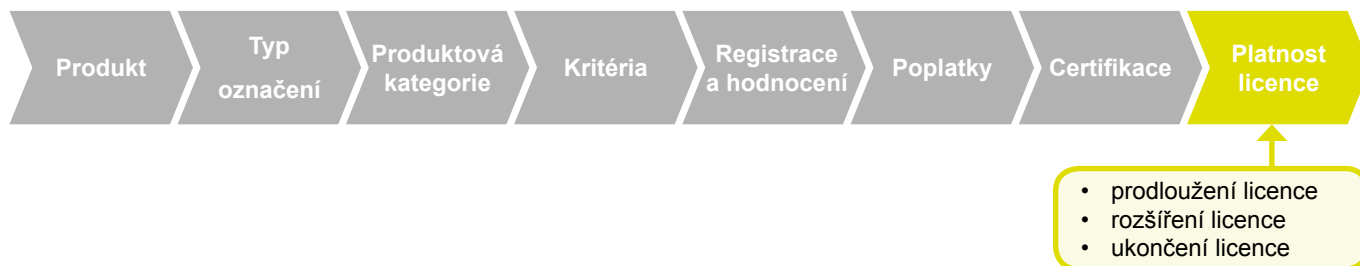 Produkt
Typ
označení
Produktová
kategorie
Kritéria
Registrace
a hodnocení
Poplatky
Certifikace
Platnost
licence
• prodloužení licence
• rozšíření licence
• ukončení licence